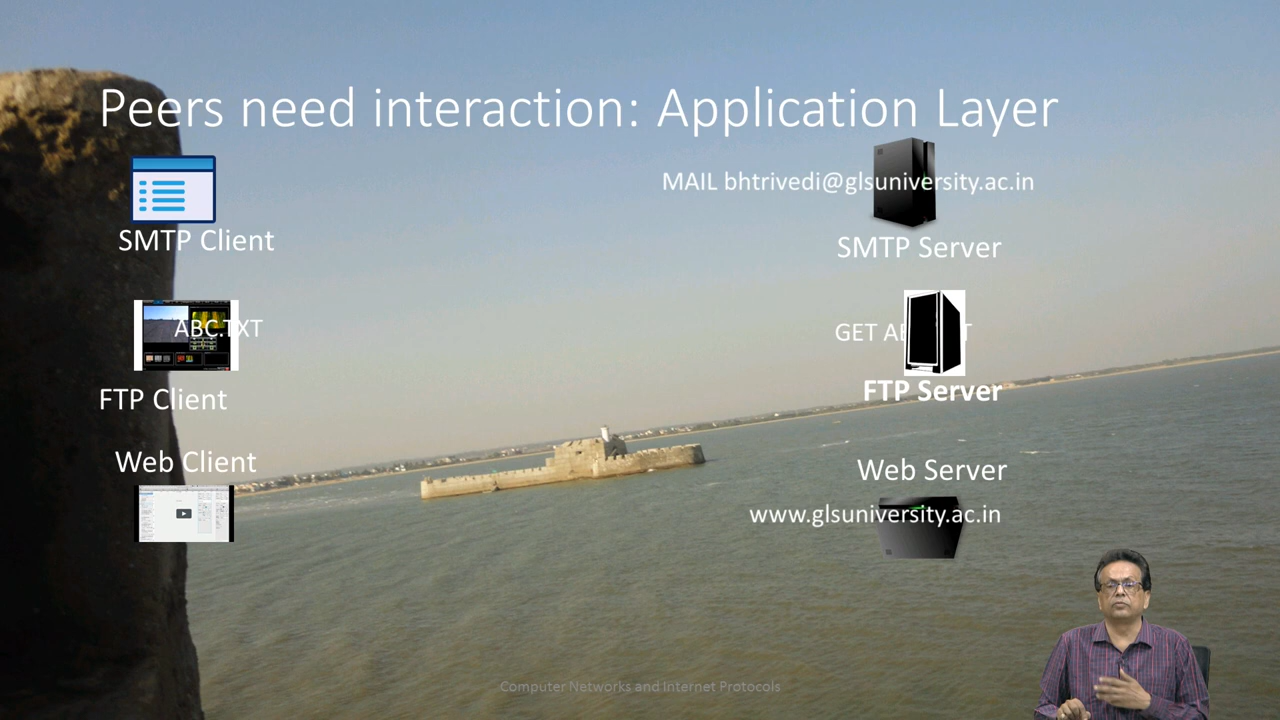 Peers need interaction: Application Layer
MAIL bhtrivedi@glsuniversity.ac.in
SMTP Client
SMTP Server
ABC.TXT
GET
FTP Client
FTP Server
Web Client
Web Server
www.glsuniversity.ac.in
Computer Networks and Internet Protocols